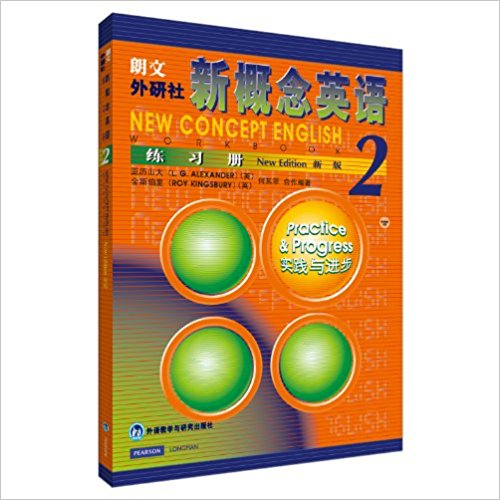 朗文
外研社
新概念英语
NEW CONCEPT ENGLISH
WORKBOOK
练习册 New Edition 新版
2
亚历山大 (L. G. ALEXANDER) (英)
金斯伯里 (ROY KINGSBURY) (英)
何其莘 合作编著
Practice
& Progress
实践与进步
外语教学与研究出版社
PEARSON LONGMAN
2
New Edition